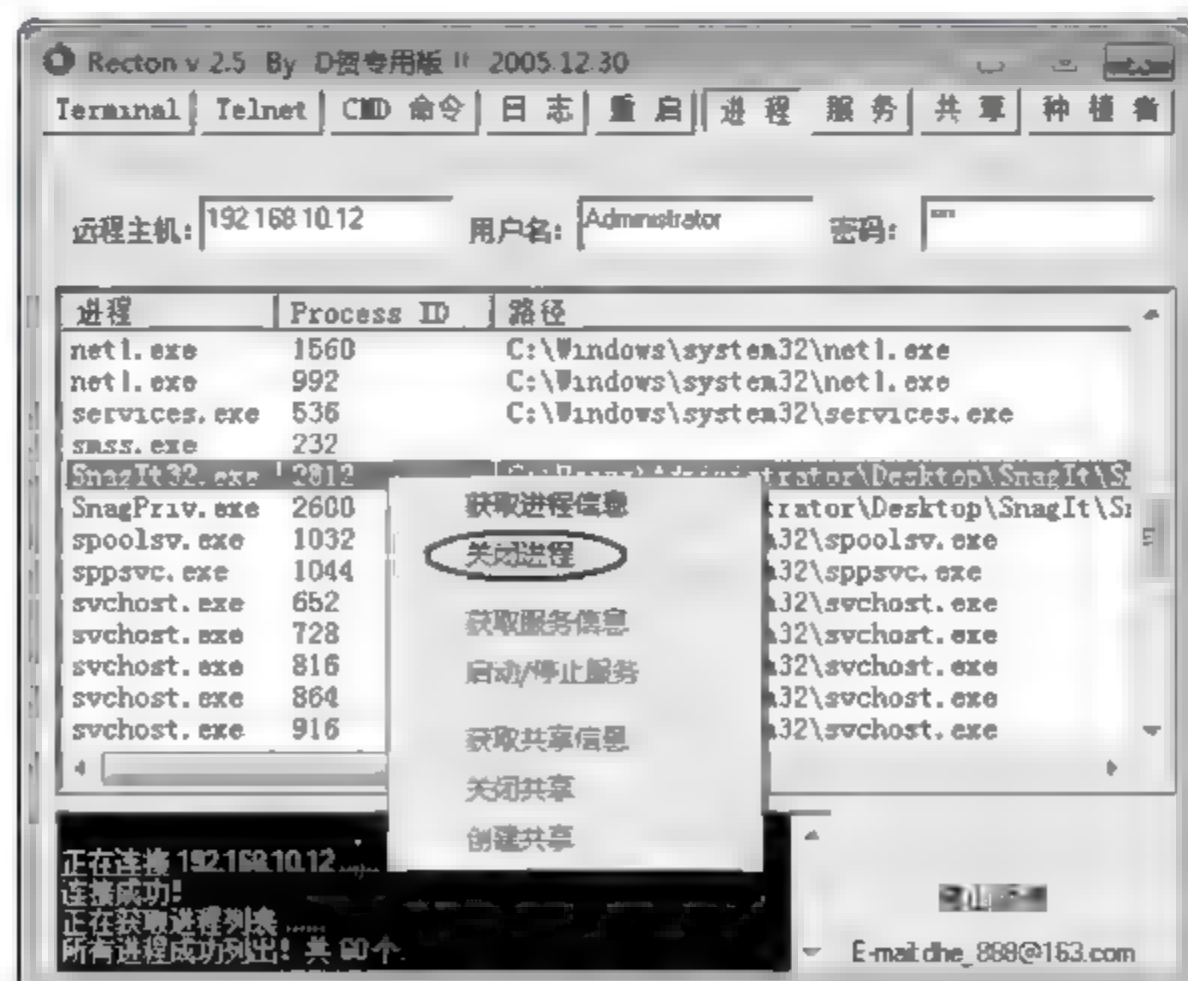 Recton v 2.5 By D贺专用版 2005.12.30
Terminal Telnet CMD 命令 日 志 重 启 进 程 服 务 共 享 种 植 者
远程主机: 192.168.10.12 用户名: Administrator 密码:
进程 Process ID 路径
net1.exe 1560 C:\Windows\system32\net1.exe
net1.exe 992 C:\Windows\system32\net1.exe
services.exe 536 C:\Windows\system32\services.exe
smss.exe 232
SnagIt32.exe 2812 C:\Users\Administrator\Desktop\SnagIt\S
SnagPriv.exe 2600 trator\Desktop\SnagIt\S
spoolsv.exe 1032 32\spoolsv.exe
sppsvc.exe 1044 32\sppsvc.exe
svchost.exe 652 32\svchost.exe
svchost.exe 728 32\svchost.exe
svchost.exe 816 32\svchost.exe
svchost.exe 864 32\svchost.exe
svchost.exe 916 32\svchost.exe
获取进程信息
关闭进程
获取服务信息
启动/停止服务
获取共享信息
关闭共享
创建共享
正在连接 192.168.10.12 ......
连接成功!
正在获取进程列表 ......
所有进程成功列出! 共 60 个.
E-mail:dhe_888@163.com